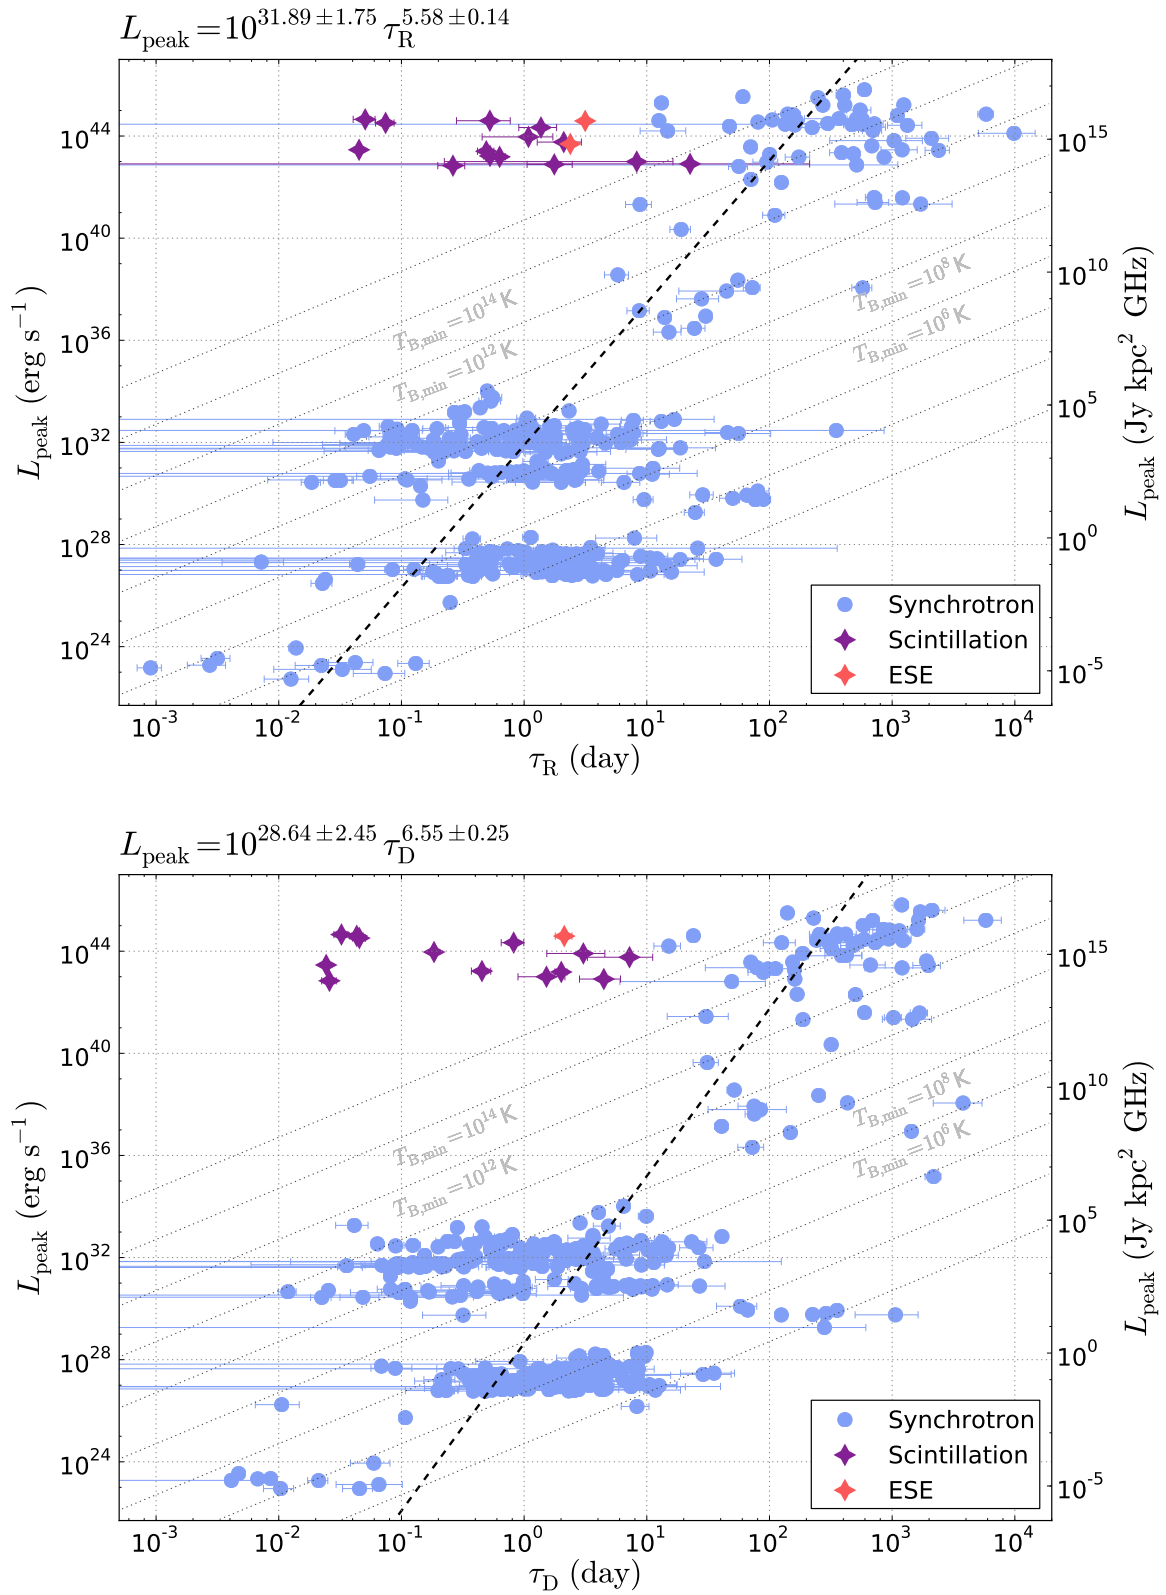 L_peak = 10^{31.89 ± 1.75} τ_R^{5.58 ± 0.14}
10^44
10^40
10^36
10^32
10^28
10^24
L_peak (erg s^−1)
10^15
10^10
10^5
10^0
10^−5
L_peak (Jy kpc^2 GHz)
T_B,min = 10^14 K
T_B,min = 10^12 K
T_B,min = 10^8 K
T_B,min = 10^6 K
Synchrotron
Scintillation
ESE
10^−3 10^−2 10^−1 10^0 10^1 10^2 10^3 10^4
τ_R (day)
L_peak = 10^{28.64 ± 2.45} τ_D^{6.55 ± 0.25}
10^44
10^40
10^36
10^32
10^28
10^24
L_peak (erg s^−1)
10^15
10^10
10^5
10^0
10^−5
L_peak (Jy kpc^2 GHz)
T_B,min = 10^14 K
T_B,min = 10^12 K
T_B,min = 10^8 K
T_B,min = 10^6 K
Synchrotron
Scintillation
ESE
10^−3 10^−2 10^−1 10^0 10^1 10^2 10^3 10^4
τ_D (day)